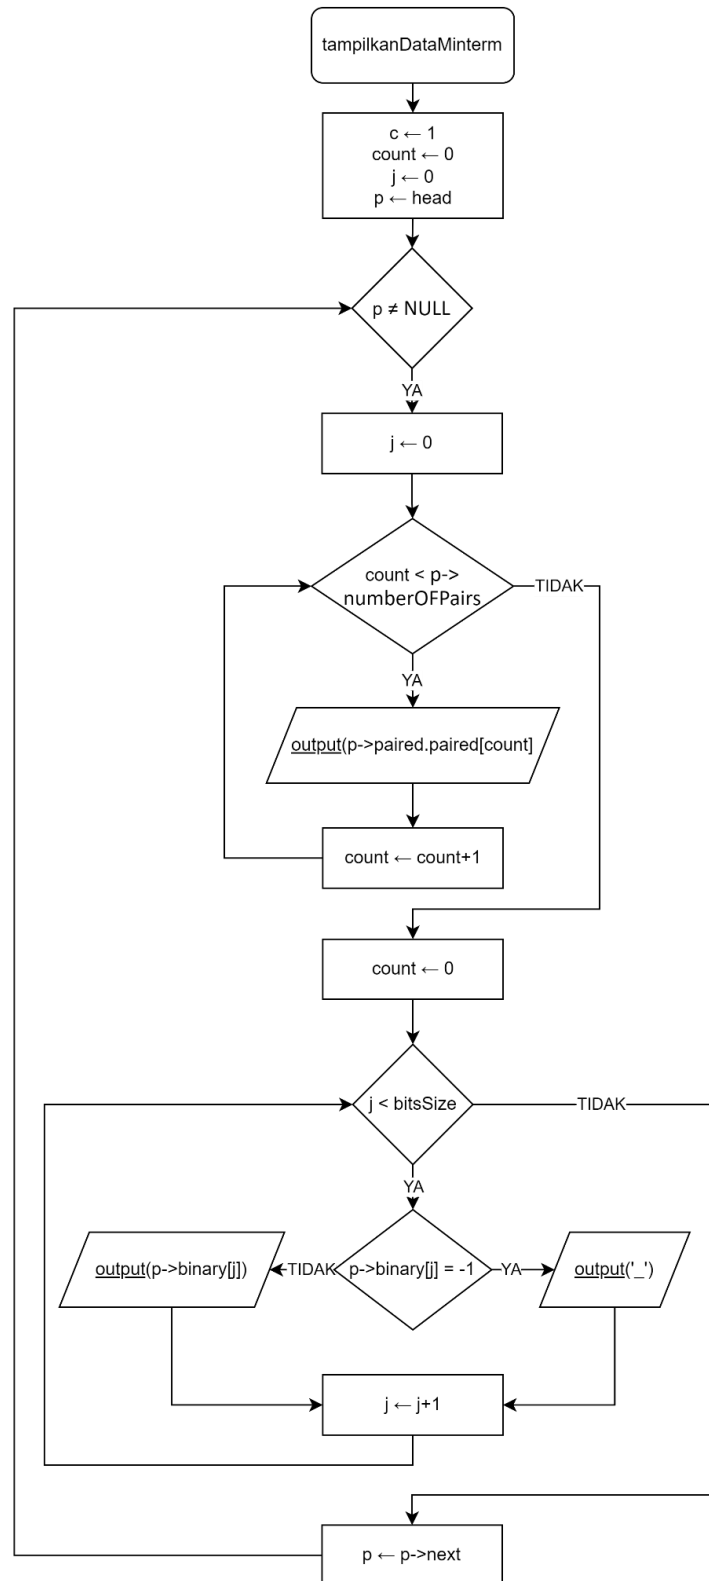 tampilkanDataMinterm
c ← 1
count ← 0
j ← 0
p ← head
p ≠ NULL
YA
j ← 0
count < p->
numberOFPairs
TIDAK
YA
output(p->paired.paired[count]
count ← count+1
count ← 0
j < bitsSize
TIDAK
YA
output(p->binary[j])
TIDAK
p->binary[j] = -1
YA
output('_')
j ← j+1
p ← p->next